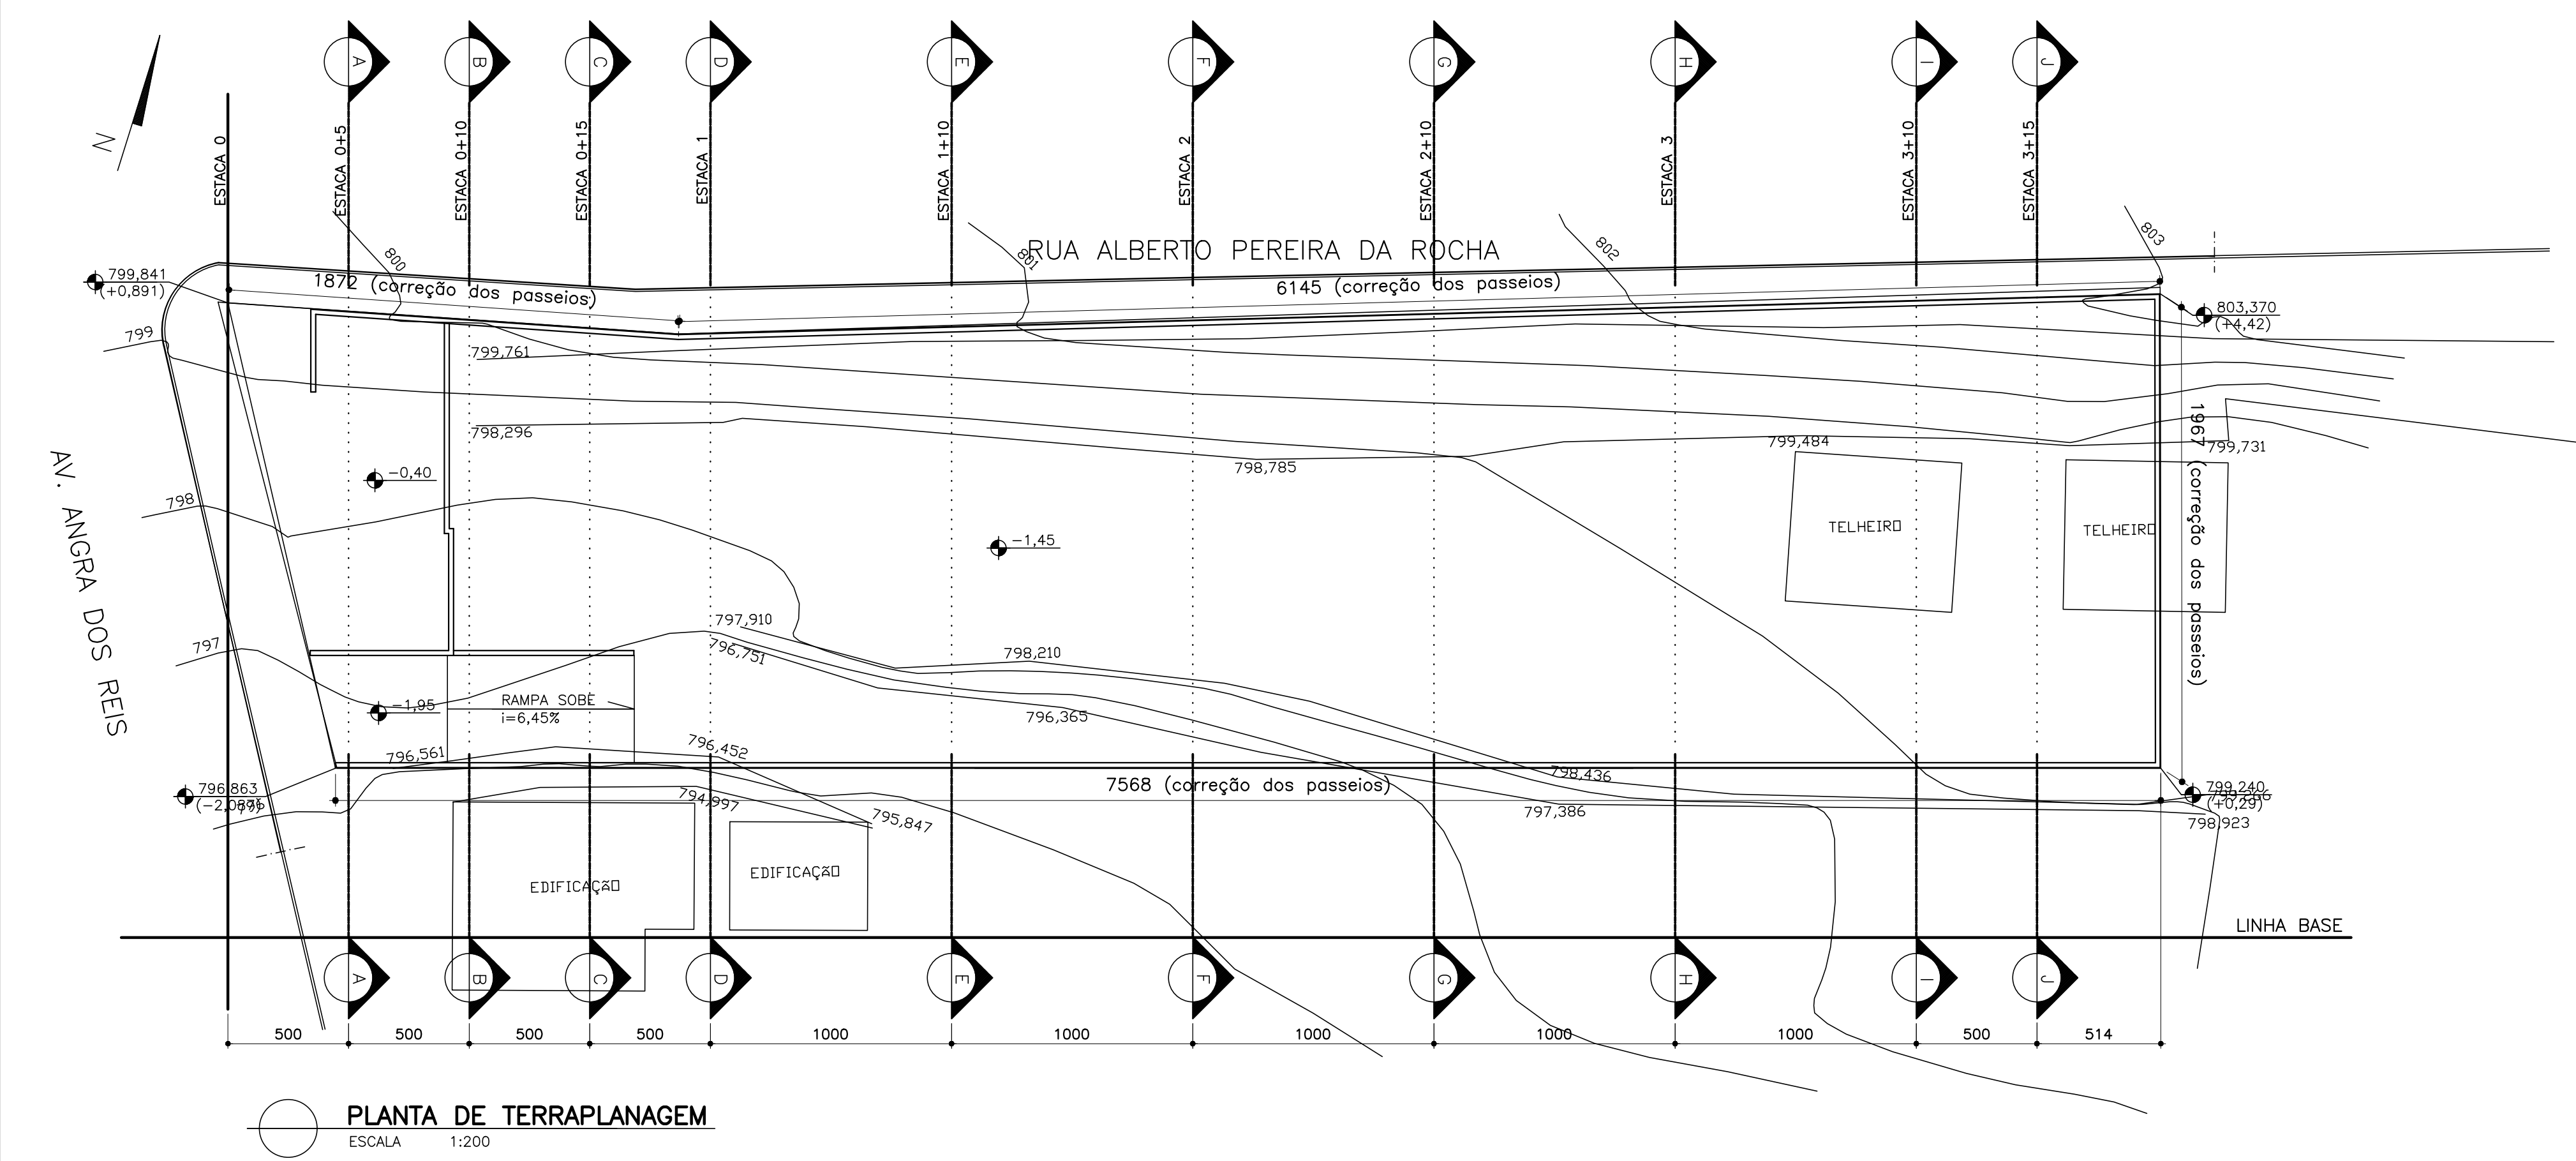 A
B
C
D
E
F
G
H
I
J
ESTACA 0
ESTACA 0+5
ESTACA 0+10
ESTACA 0+15
ESTACA 1
ESTACA 1+10
ESTACA 2
ESTACA 2+10
ESTACA 3
ESTACA 3+10
ESTACA 3+15
N
RUA ALBERTO PEREIRA DA ROCHA
800
801
802
803
799,841
(+0,891)
1872 (correção dos passeios)
6145 (correção dos passeios)
803,370
(+4,42)
799
799,761
798,296
798,785
799,484
799,731
1967 (correção dos passeios)
-0,40
798
-1,45
TELHEIRO
TELHEIRO
AV. ANGRA DOS REIS
797
797,910
796,751
798,210
-1,95
RAMPA SOBE
i=6,45%
796,365
796,561
796,452
798,436
7568 (correção dos passeios)
796,863
794,997
795,847
797,386
799,240
(+0,29)
798,923
EDIFICAÇÃO
EDIFICAÇÃO
LINHA BASE
A
B
C
D
E
F
G
H
I
J
500
500
500
500
1000
1000
1000
1000
1000
500
514
PLANTA DE TERRAPLANAGEM
ESCALA 1:200